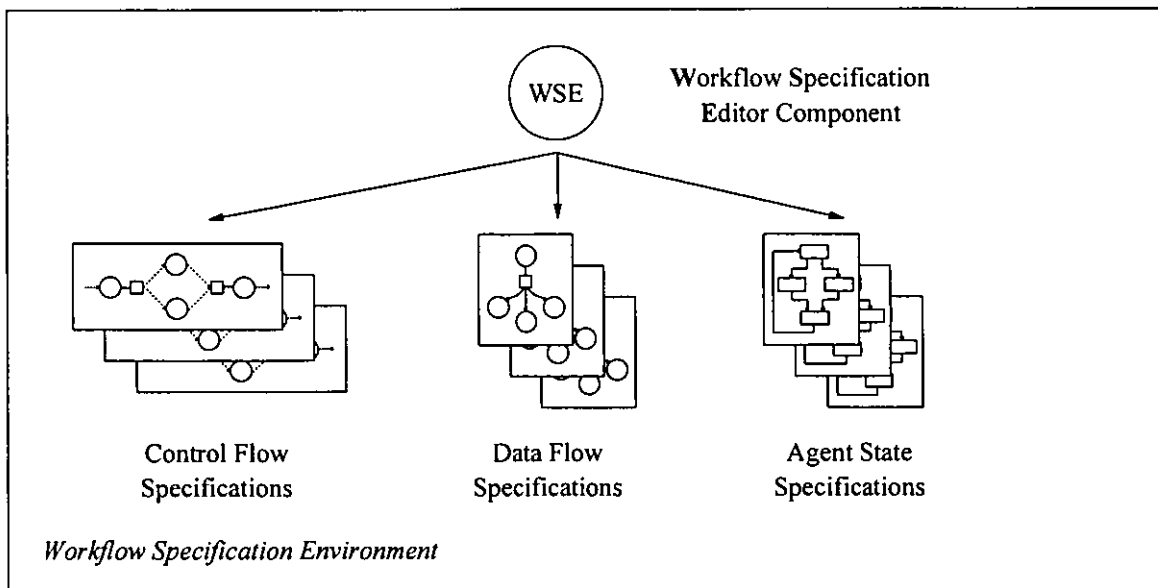 WSE
Workflow Specification
Editor Component
Control Flow
Specifications
Data Flow
Specifications
Agent State
Specifications
Workflow Specification Environment